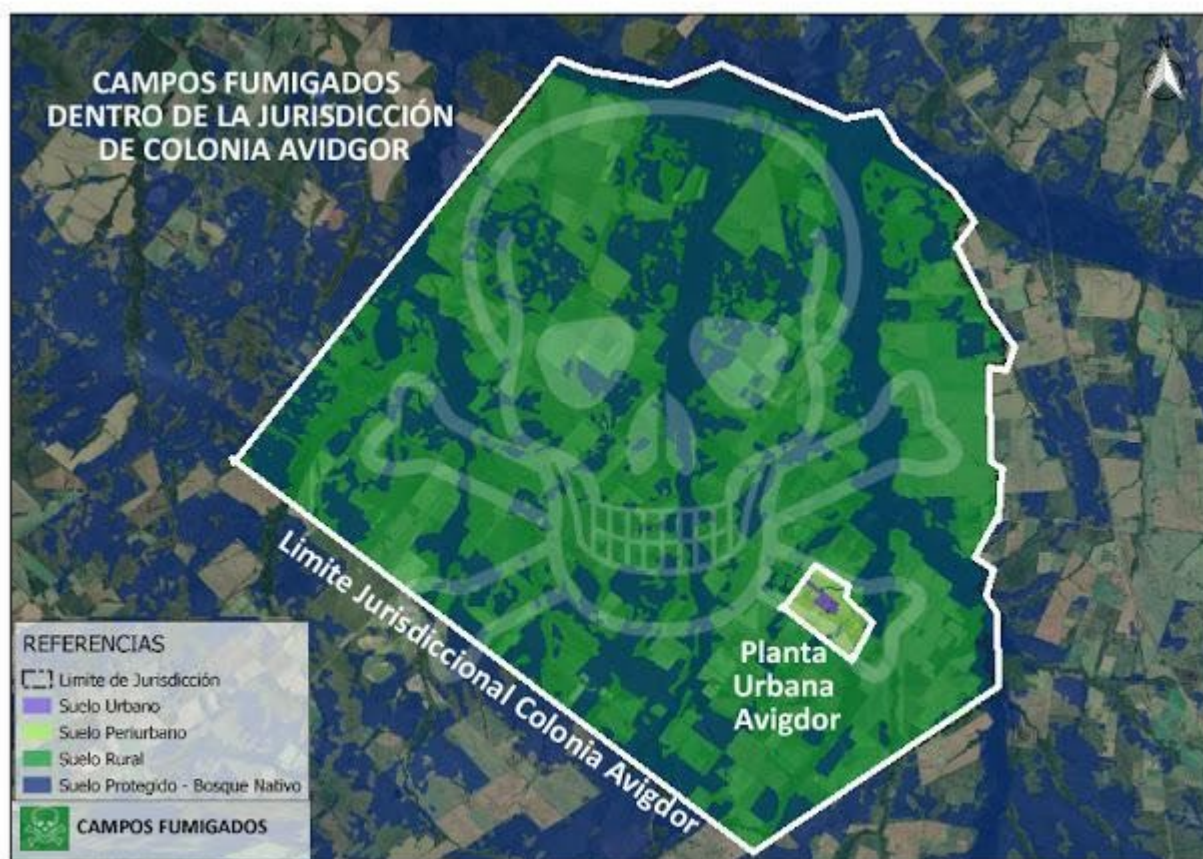 CAMPOS FUMIGADOS
DENTRO DE LA JURISDICCIÓN
DE COLONIA AVIDGOR
N
Limite Jurisdiccional Colonia Avigdor
Planta
Urbana
Avigdor
REFERENCIAS
Limite de Jurisdicción
Suelo Urbano
Suelo Periurbano
Suelo Rural
Suelo Protegido - Bosque Nativo
CAMPOS FUMIGADOS